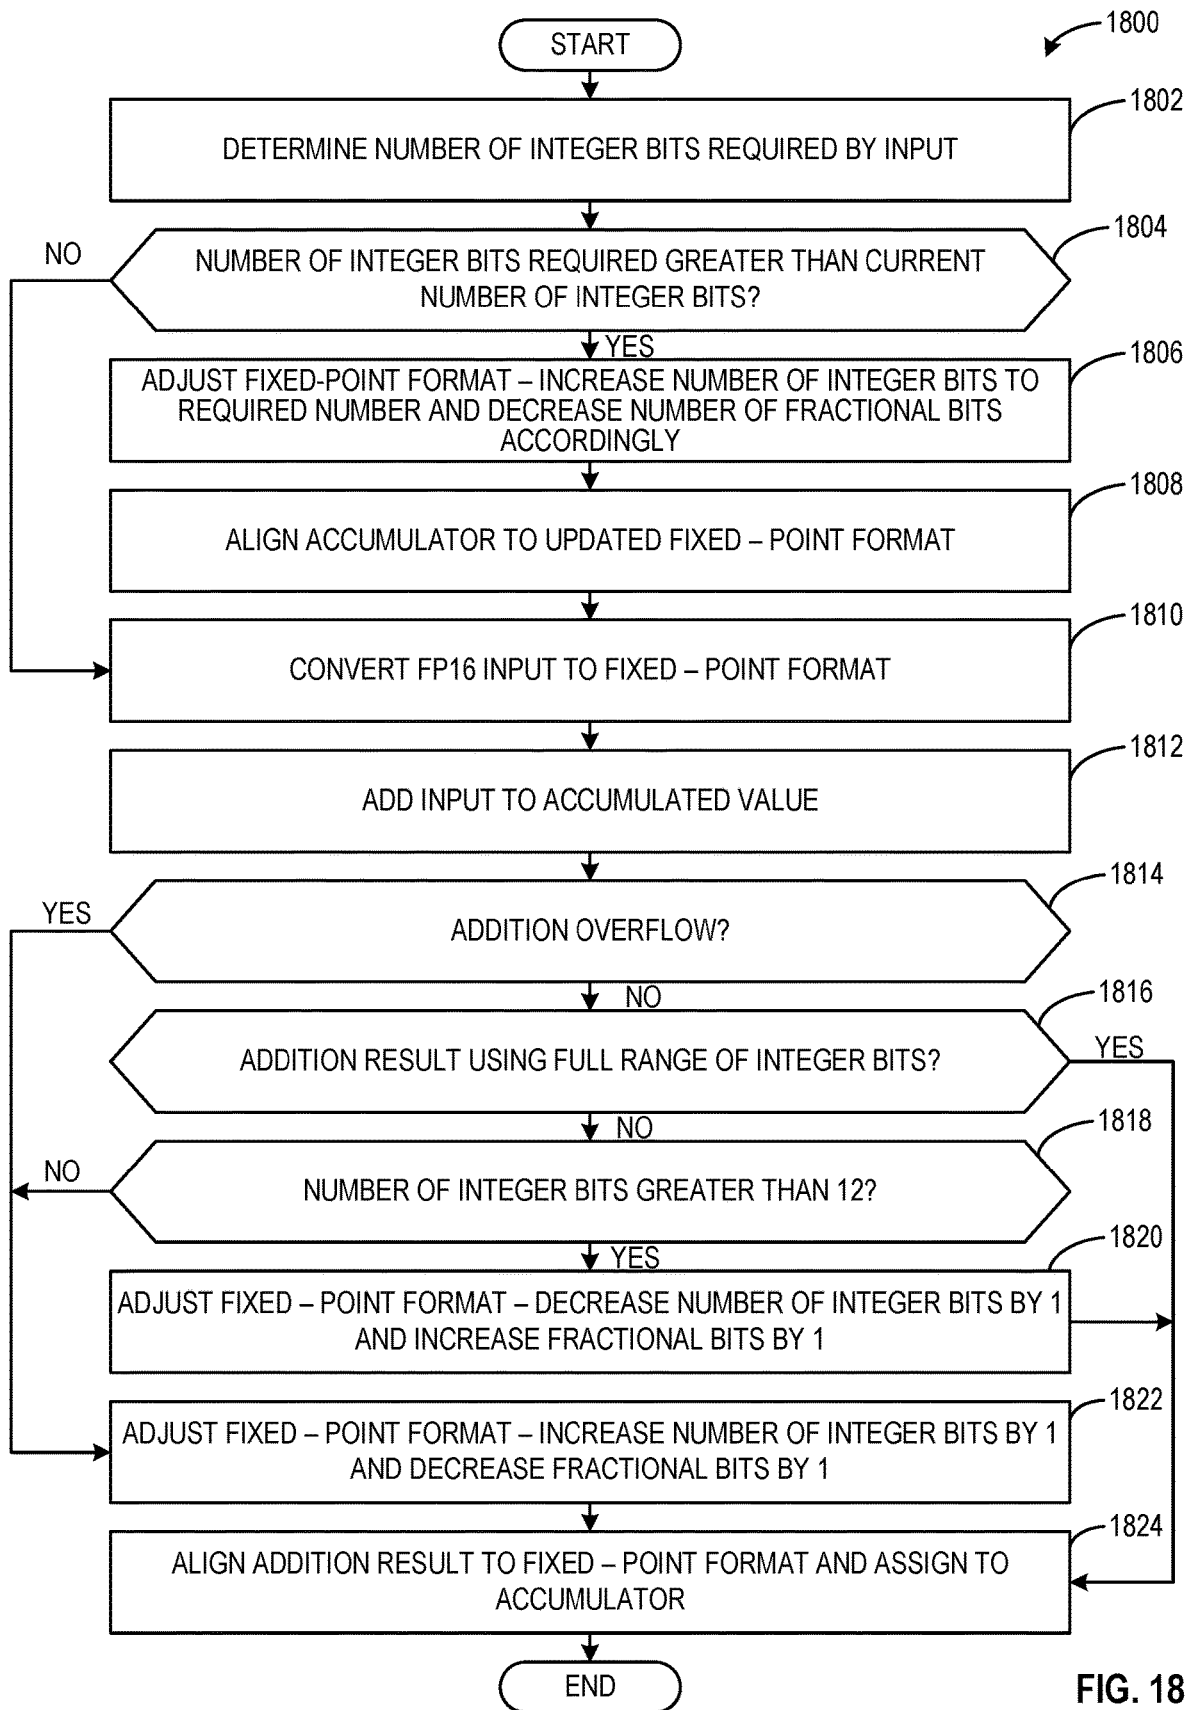 START
1800
1802
DETERMINE NUMBER OF INTEGER BITS REQUIRED BY INPUT
1804
NO
NUMBER OF INTEGER BITS REQUIRED GREATER THAN CURRENT
NUMBER OF INTEGER BITS?
YES
1806
ADJUST FIXED-POINT FORMAT – INCREASE NUMBER OF INTEGER BITS TO
REQUIRED NUMBER AND DECREASE NUMBER OF FRACTIONAL BITS
ACCORDINGLY
1808
ALIGN ACCUMULATOR TO UPDATED FIXED – POINT FORMAT
1810
CONVERT FP16 INPUT TO FIXED – POINT FORMAT
1812
ADD INPUT TO ACCUMULATED VALUE
1814
YES
ADDITION OVERFLOW?
NO
1816
ADDITION RESULT USING FULL RANGE OF INTEGER BITS?
YES
NO
1818
NO
NUMBER OF INTEGER BITS GREATER THAN 12?
YES
1820
ADJUST FIXED – POINT FORMAT – DECREASE NUMBER OF INTEGER BITS BY 1
AND INCREASE FRACTIONAL BITS BY 1
1822
ADJUST FIXED – POINT FORMAT – INCREASE NUMBER OF INTEGER BITS BY 1
AND DECREASE FRACTIONAL BITS BY 1
1824
ALIGN ADDITION RESULT TO FIXED – POINT FORMAT AND ASSIGN TO
ACCUMULATOR
END
FIG. 18